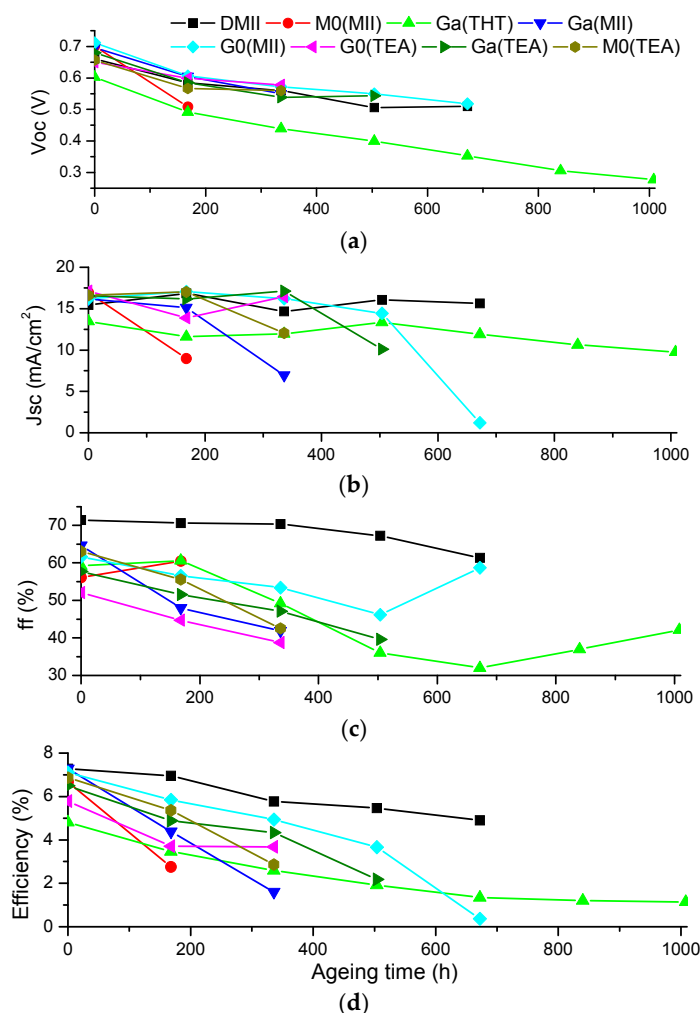 DMII M0(MII) Ga(THT) Ga(MII)
G0(MII) G0(TEA) Ga(TEA) M0(TEA)
Voc (V)
0.7
0.6
0.5
0.4
0.3
0 200 400 600 800 1000
(a)
Jsc (mA/cm²)
20
15
10
5
0
0 200 400 600 800 1000
(b)
ff (%)
70
60
50
40
30
0 200 400 600 800 1000
(c)
Efficiency (%)
8
6
4
2
0
0 200 400 600 800 1000
Ageing time (h)
(d)